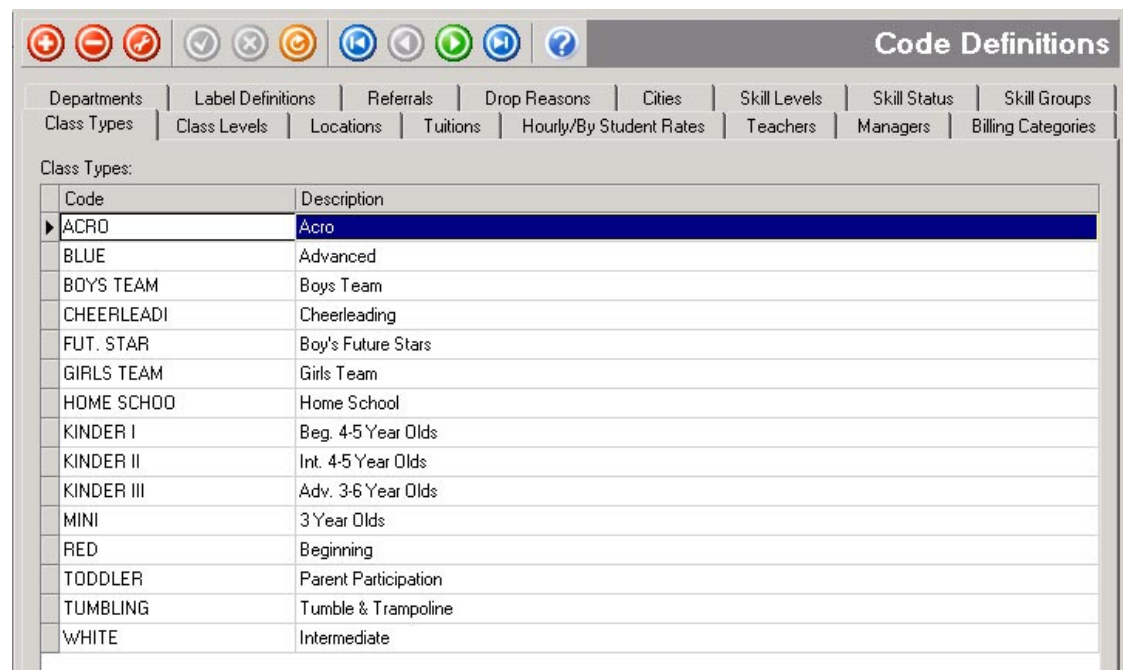 Code Definitions
Departments Label Definitions Referrals Drop Reasons Cities Skill Levels Skill Status Skill Groups
Class Types Class Levels Locations Tuitions Hourly/By Student Rates Teachers Managers Billing Categories
Class Types:
Code Description
ACRO Acro
BLUE Advanced
BOYS TEAM Boys Team
CHEERLEADI Cheerleading
FUT. STAR Boy's Future Stars
GIRLS TEAM Girls Team
HOME SCHOO Home School
KINDER I Beg. 4-5 Year Olds
KINDER II Int. 4-5 Year Olds
KINDER III Adv. 3-6 Year Olds
MINI 3 Year Olds
RED Beginning
TODDLER Parent Participation
TUMBLING Tumble & Trampoline
WHITE Intermediate